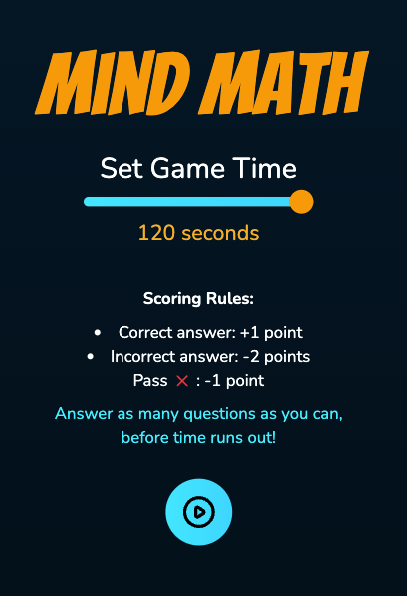 MIND MATH
Set Game Time
120 seconds
Scoring Rules:
• Correct answer: +1 point
• Incorrect answer: -2 points
Pass ❌ : -1 point
Answer as many questions as you can,
before time runs out!